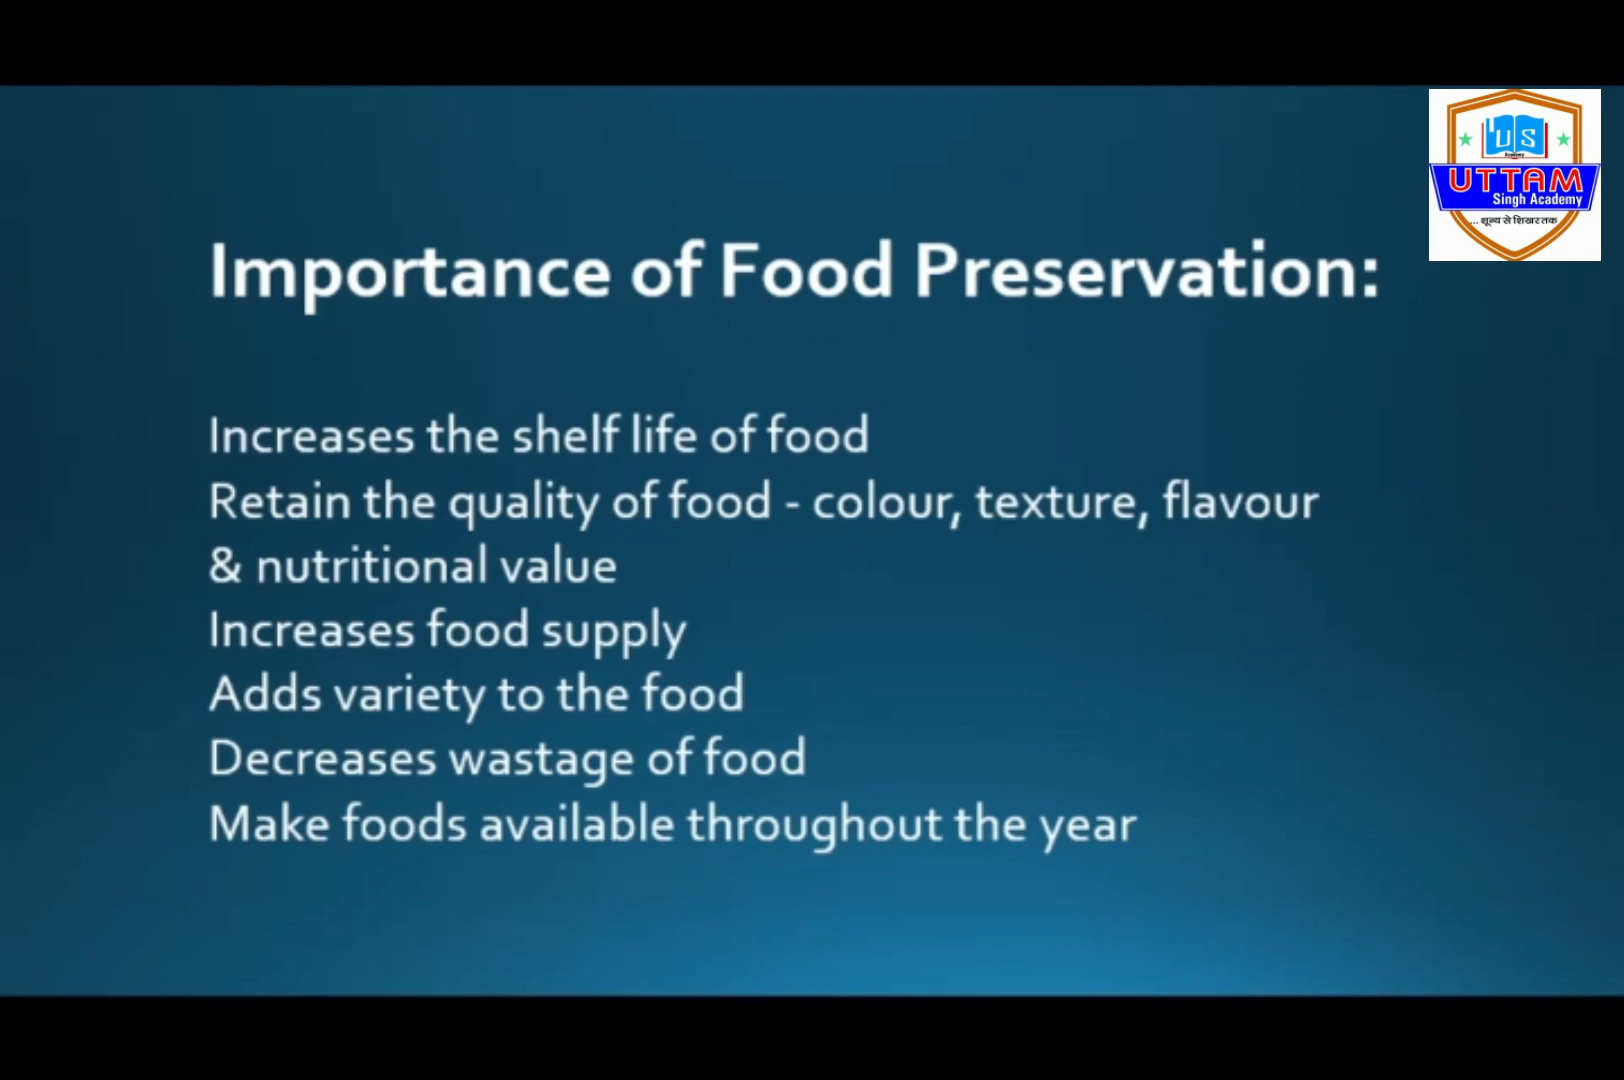 US
Academy
UTTAM
Singh Academy
... शून्य से शिखर तक
Importance of Food Preservation:
Increases the shelf life of food
Retain the quality of food - colour, texture, flavour
& nutritional value
Increases food supply
Adds variety to the food
Decreases wastage of food
Make foods available throughout the year